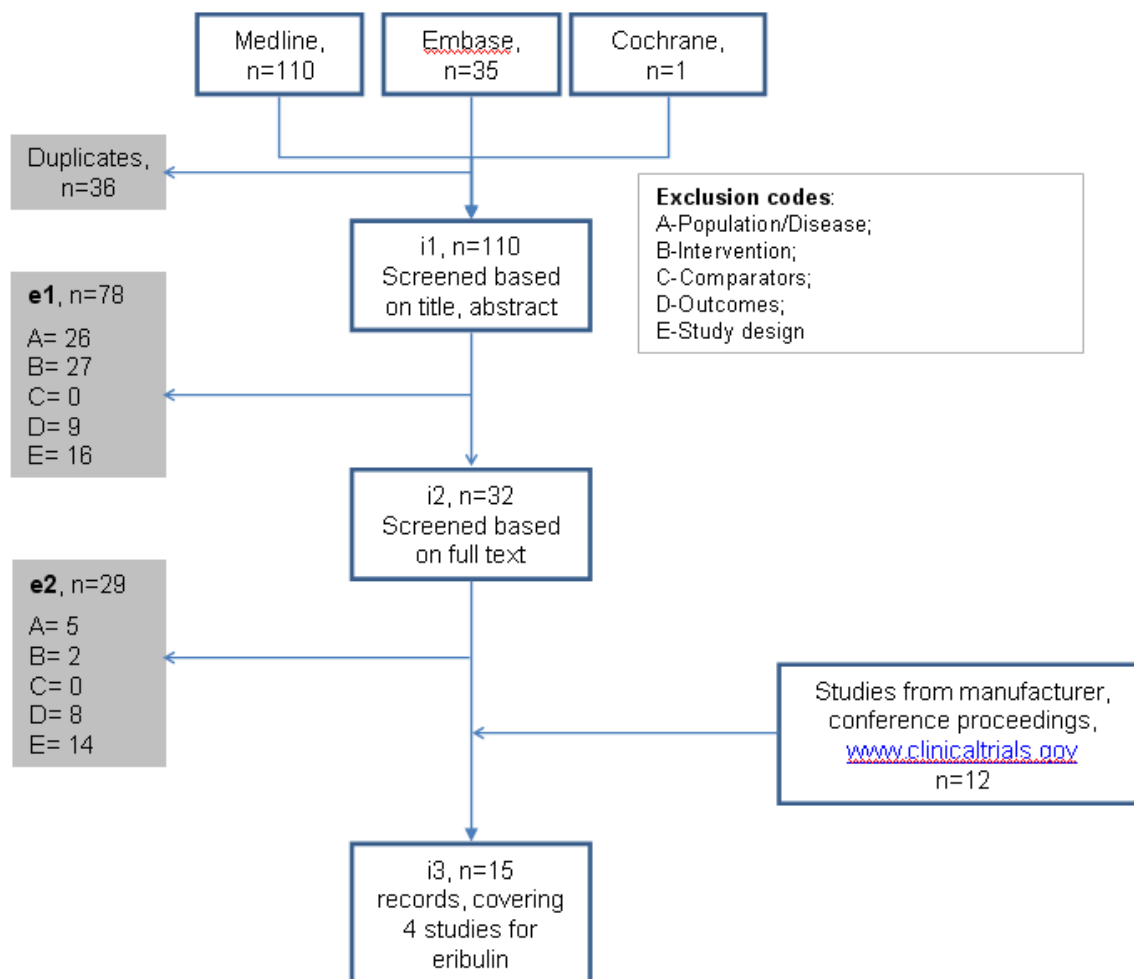 Medline,
n=110
Embase,
n=35
Cochrane,
n=1
Duplicates,
n=36
Exclusion codes:
A-Population/Disease;
B-Intervention;
C-Comparators;
D-Outcomes;
E-Study design
i1, n=110
Screened based
on title, abstract
e1, n=78
A= 26
B= 27
C= 0
D= 9
E= 16
i2, n=32
Screened based
on full text
e2, n=29
A= 5
B= 2
C= 0
D= 8
E= 14
Studies from manufacturer,
conference proceedings,
www.clinicaltrials.gov
n=12
i3, n=15
records, covering
4 studies for
eribulin